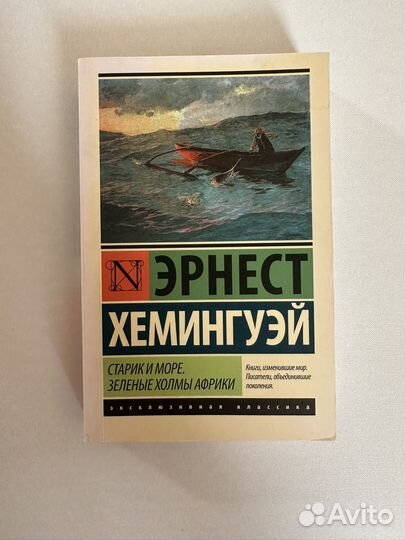 N ЭРНЕСТ
ХЕМИНГУЭЙ
СТАРИК И МОРЕ.
ЗЕЛЕНЫЕ ХОЛМЫ АФРИКИ
Книги, изменившие мир.
Писатели, объединившие
поколения.
эксклюзивная классика
Avito